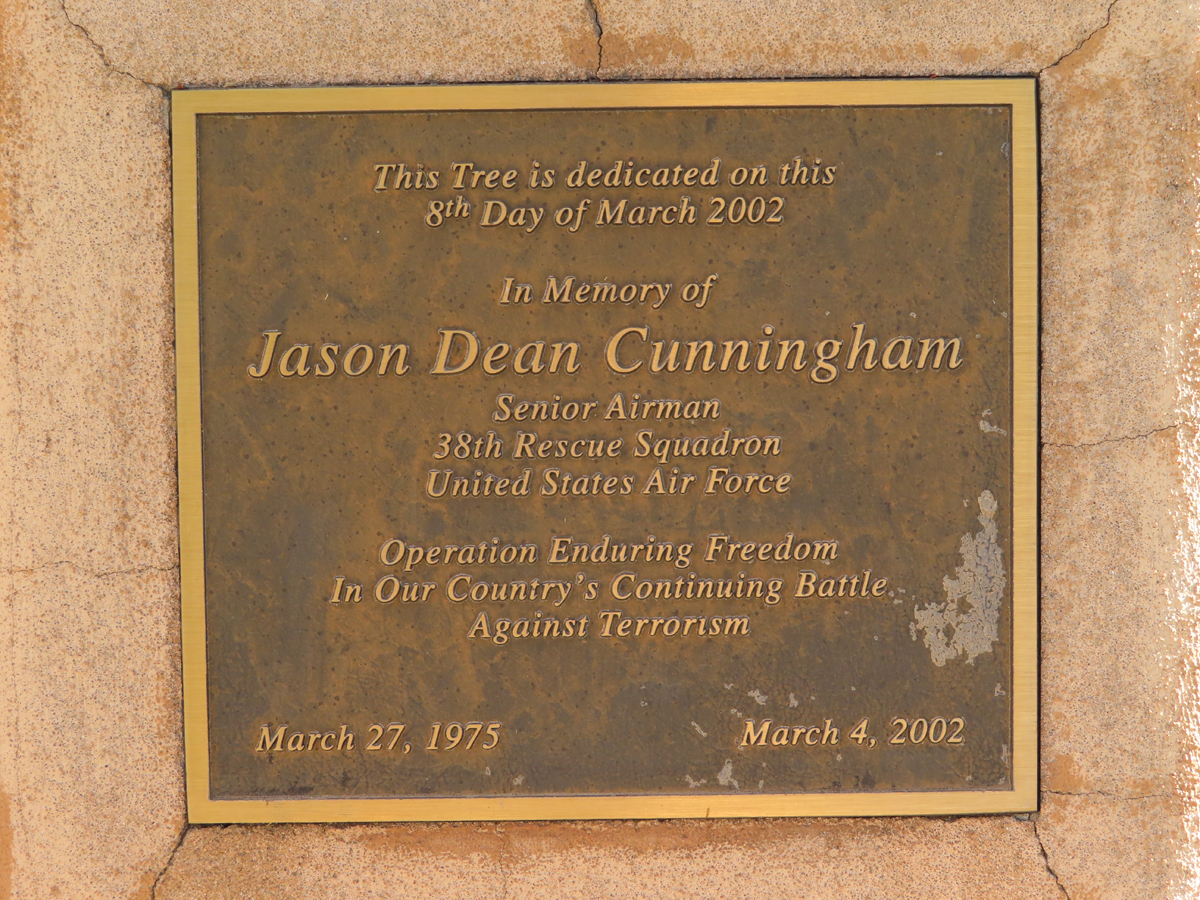 This Tree is dedicated on this
8th Day of March 2002
In Memory of
Jason Dean Cunningham
Senior Airman
38th Rescue Squadron
United States Air Force
Operation Enduring Freedom
In Our Country's Continuing Battle
Against Terrorism
March 27, 1975
March 4, 2002